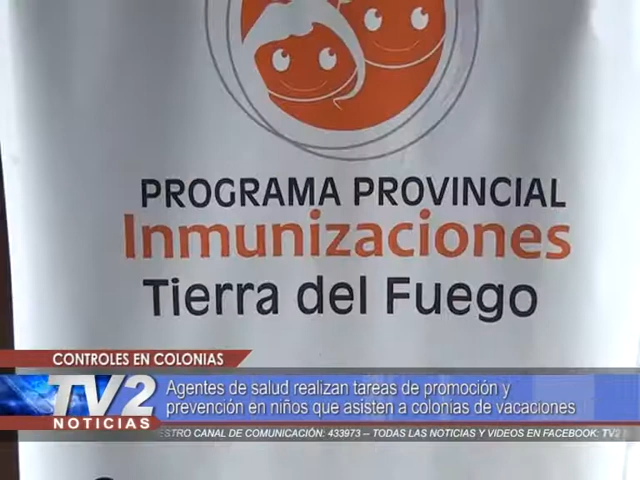 PROGRAMA PROVINCIAL
Inmunizaciones
Tierra del Fuego
CONTROLES EN COLONIAS
TV2
NOTICIAS
Agentes de salud realizan tareas de promoción y
prevención en niños que asisten a colonias de vacaciones
ESTRO CANAL DE COMUNICACIÓN: 433973 -- TODAS LAS NOTICIAS Y VIDEOS EN FACEBOOK: TV2